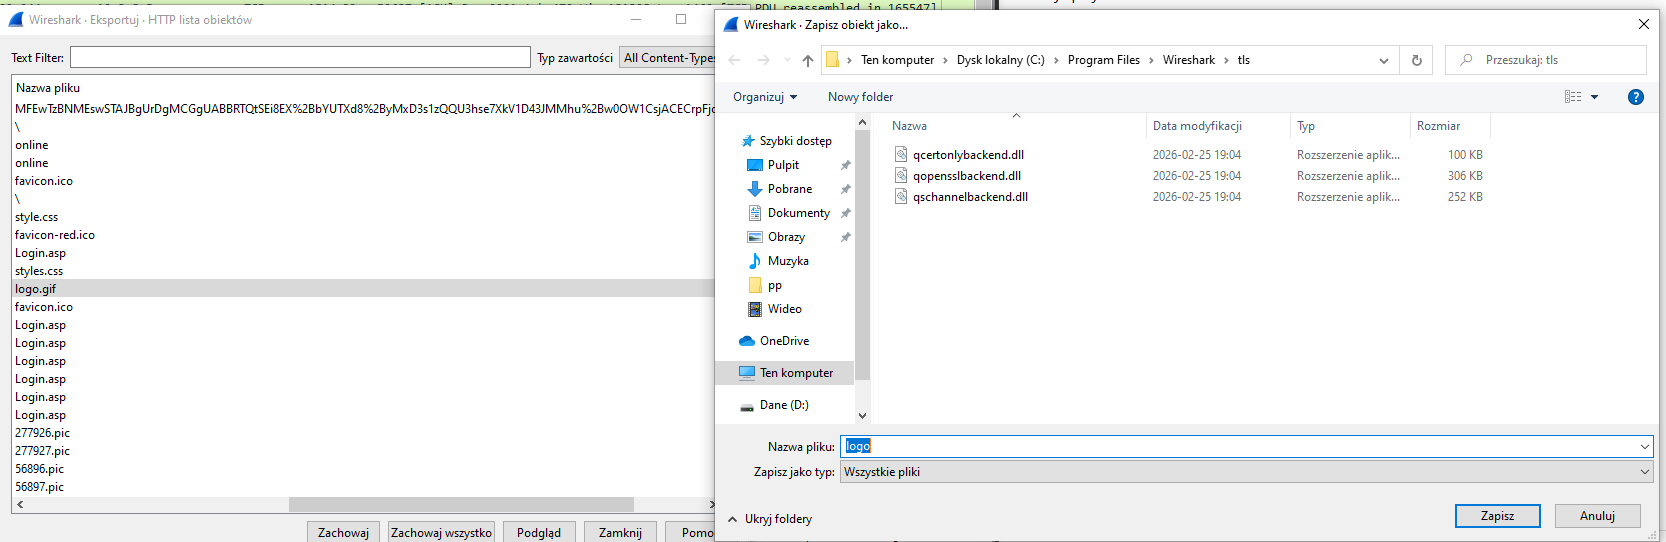 PDU reassembled in 165547]
Wireshark · Eksportuj · HTTP lista obiektów
Text Filter:
Typ zawartości
All Content-Types
Nazwa pliku
\
online
online
favicon.ico
\
style.css
favicon-red.ico
Login.asp
styles.css
logo.gif
favicon.ico
Login.asp
Login.asp
Login.asp
Login.asp
Login.asp
Login.asp
277926.pic
277927.pic
56896.pic
56897.pic
Zachowaj
Zachowaj wszystko
Podgląd
Zamknij
Pomo
Wireshark · Zapisz obiekt jako...
Ten komputer
Dysk lokalny (C:)
Program Files
Wireshark
tls
Przeszukaj: tls
Organizuj
Nowy folder
Szybki dostęp
Pulpit
Pobrane
Dokumenty
Obrazy
Muzyka
pp
Wideo
OneDrive
Ten komputer
Dane (D:)
Nazwa Data modyfikacji Typ Rozmiar
qcertonlybackend.dll 2026-02-25 19:04 Rozszerzenie aplik... 100 KB
qopensslbackend.dll 2026-02-25 19:04 Rozszerzenie aplik... 306 KB
qschannelbackend.dll 2026-02-25 19:04 Rozszerzenie aplik... 252 KB
Nazwa pliku: logo
Zapisz jako typ: Wszystkie pliki
Ukryj foldery
Zapisz
Anuluj